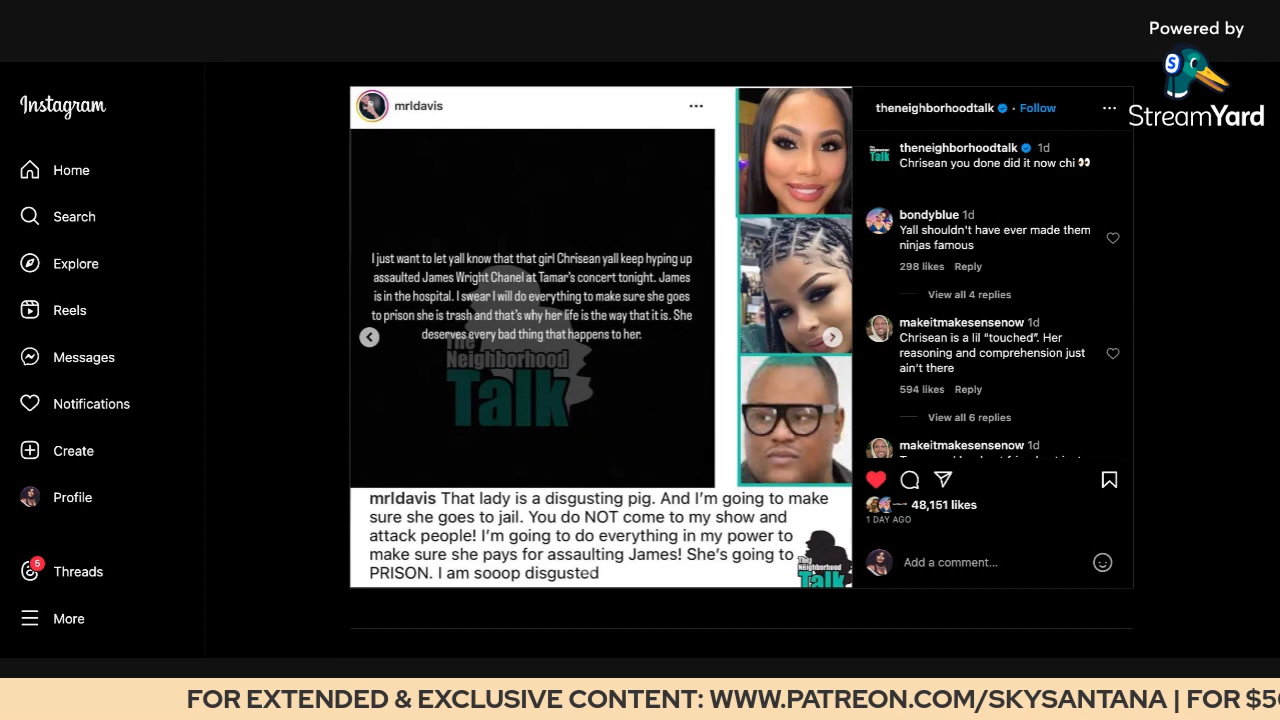 Powered by
StreamYard
Instagram
Home
Search
Explore
Reels
Messages
Notifications
Create
Profile
5
Threads
More
mrldavis
I just want to let yall know that that girl Chrisean yall keep hyping up
assaulted James Wright Chanel at Tamar's concert tonight. James
is in the hospital. I swear I will do everything to make sure she goes
to prison she is trash and that's why her life is the way that it is. She
deserves every bad thing that happens to her.
The
Neighborhood
Talk
mrldavis That lady is a disgusting pig. And I'm going to make
sure she goes to jail. You do NOT come to my show and
attack people! I'm going to do everything in my power to
make sure she pays for assaulting James! She's going to
PRISON. I am sooop disgusted
The
Neighborhood
Talk
theneighborhoodtalk · Follow
theneighborhoodtalk 1d
Chrisean you done did it now chi 👀
bondyblue 1d
Yall shouldn't have ever made them
ninjas famous
298 likes Reply
View all 4 replies
makeitmakesensenow 1d
Chrisean is a lil “touched”. Her
reasoning and comprehension just
ain't there
594 likes Reply
View all 6 replies
makeitmakesensenow 1d
48,151 likes
1 DAY AGO
Add a comment...
FOR EXTENDED & EXCLUSIVE CONTENT: WWW.PATREON.COM/SKYSANTANA | FOR $5